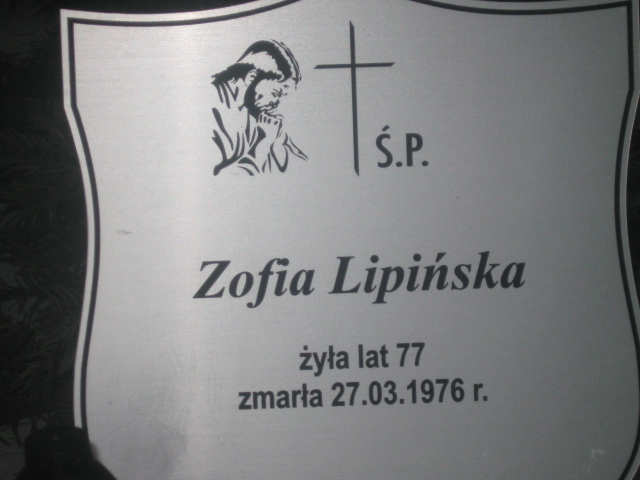 Ś.P.
Zofia Lipińska
żyła lat 77
zmarła 27.03.1976 r.